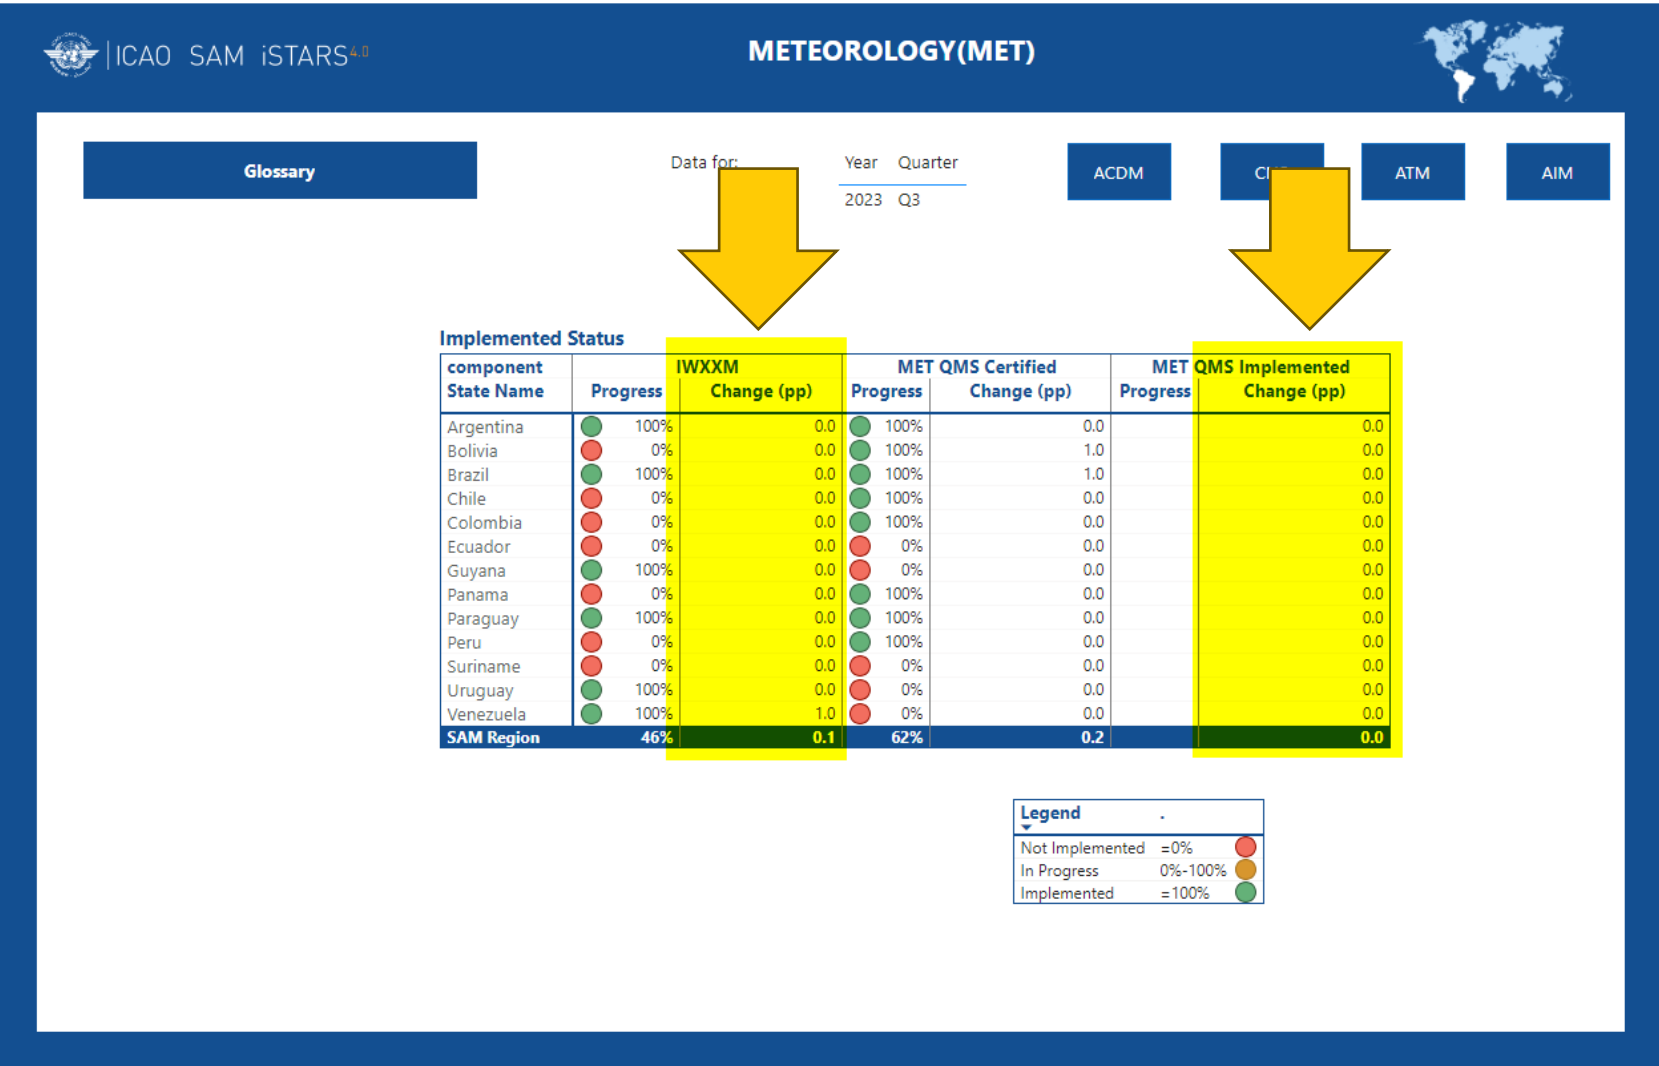 ICAO SAM iSTARS4.0
METEOROLOGY(MET)
Glossary
Data for:
Year Quarter
2023 Q3
ACDM
ATM
AIM
Implemented Status
component IWXXM MET QMS Certified MET QMS Implemented
State Name Progress Change (pp) Progress Change (pp) Progress Change (pp)
Argentina 100% 0.0 100% 0.0 0.0
Bolivia 0% 0.0 100% 1.0 0.0
Brazil 100% 0.0 100% 1.0 0.0
Chile 0% 0.0 100% 0.0 0.0
Colombia 0% 0.0 100% 0.0 0.0
Ecuador 0% 0.0 0% 0.0 0.0
Guyana 100% 0.0 0% 0.0 0.0
Panama 0% 0.0 100% 0.0 0.0
Paraguay 100% 0.0 100% 0.0 0.0
Peru 0% 0.0 100% 0.0 0.0
Suriname 0% 0.0 0% 0.0 0.0
Uruguay 100% 0.0 0% 0.0 0.0
Venezuela 100% 1.0 0% 0.0 0.0
SAM Region 46% 0.1 62% 0.2 0.0
Legend .
Not Implemented =0%
In Progress 0%-100%
Implemented =100%